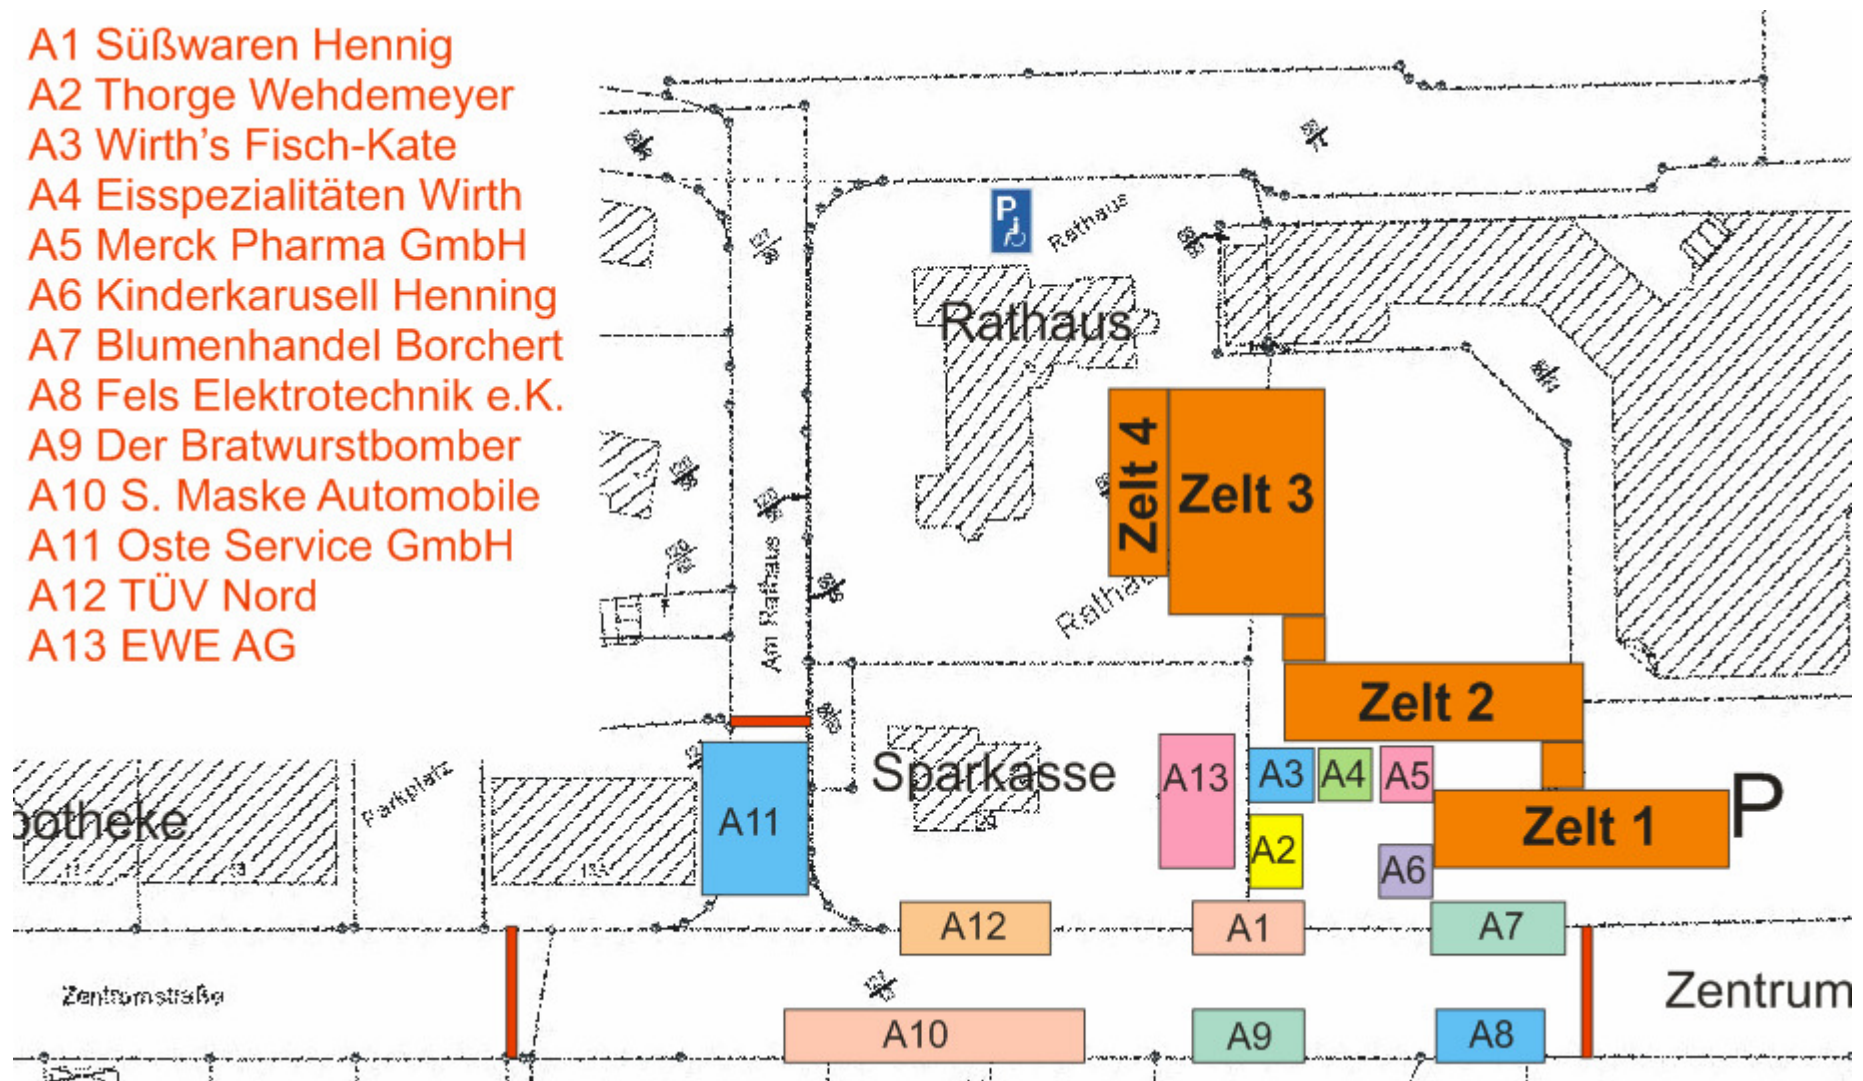 A1 Süßwaren Hennig
A2 Thorge Wehdemeyer
A3 Wirth's Fisch-Kate
A4 Eisspezialitäten Wirth
A5 Merck Pharma GmbH
A6 Kinderkarusell Henning
A7 Blumenhandel Borchert
A8 Fels Elektrotechnik e.K.
A9 Der Bratwurstbomber
A10 S. Maske Automobile
A11 Oste Service GmbH
A12 TÜV Nord
A13 EWE AG
P
Rathaus
Rathaus
Zelt 4
Zelt 3
Am Rathaus
Zelt 2
Sparkasse
A13
A3
A4
A5
Parkplatz
potheke
A11
Zelt 1
P
A2
A6
13A
A12
A1
A7
Zentrumstraße
Zentrum
A10
A9
A8